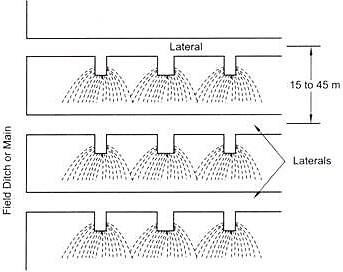 Lateral
15 to 45 m
Laterals
Field Ditch or Main